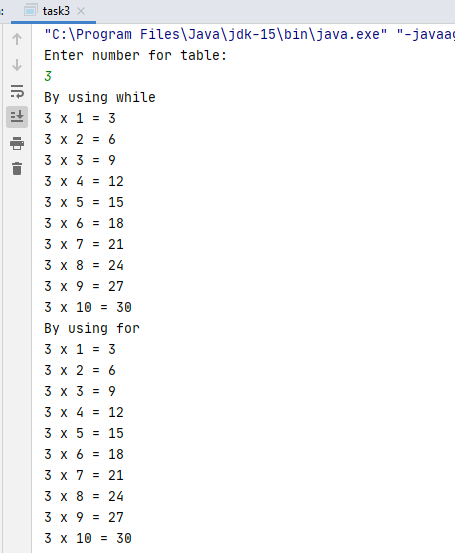 task3
"C:\Program Files\Java\jdk-15\bin\java.exe" "-javaag
Enter number for table:
3
By using while
3 x 1 = 3
3 x 2 = 6
3 x 3 = 9
3 x 4 = 12
3 x 5 = 15
3 x 6 = 18
3 x 7 = 21
3 x 8 = 24
3 x 9 = 27
3 x 10 = 30
By using for
3 x 1 = 3
3 x 2 = 6
3 x 3 = 9
3 x 4 = 12
3 x 5 = 15
3 x 6 = 18
3 x 7 = 21
3 x 8 = 24
3 x 9 = 27
3 x 10 = 30